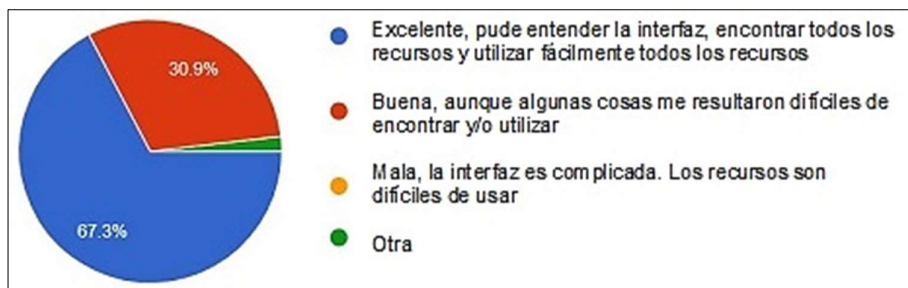 30.9%
67.3%
Excelente, pude entender la interfaz, encontrar todos los
recursos y utilizar fácilmente todos los recursos
Buena, aunque algunas cosas me resultaron difíciles de
encontrar y/o utilizar
Mala, la interfaz es complicada. Los recursos son
difíciles de usar
Otra